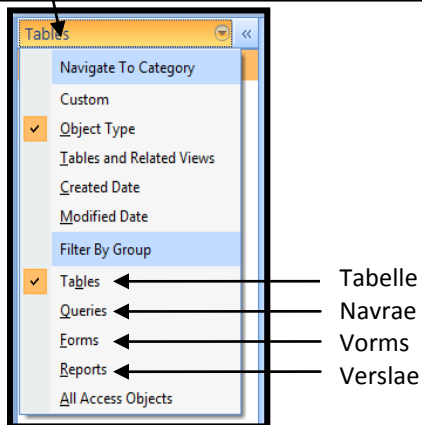 Tables «
Navigate To Category
Custom
Object Type
Tables and Related Views
Created Date
Modified Date
Filter By Group
Tables Tabelle
Queries Navrae
Forms Vorms
Reports Verslae
All Access Objects